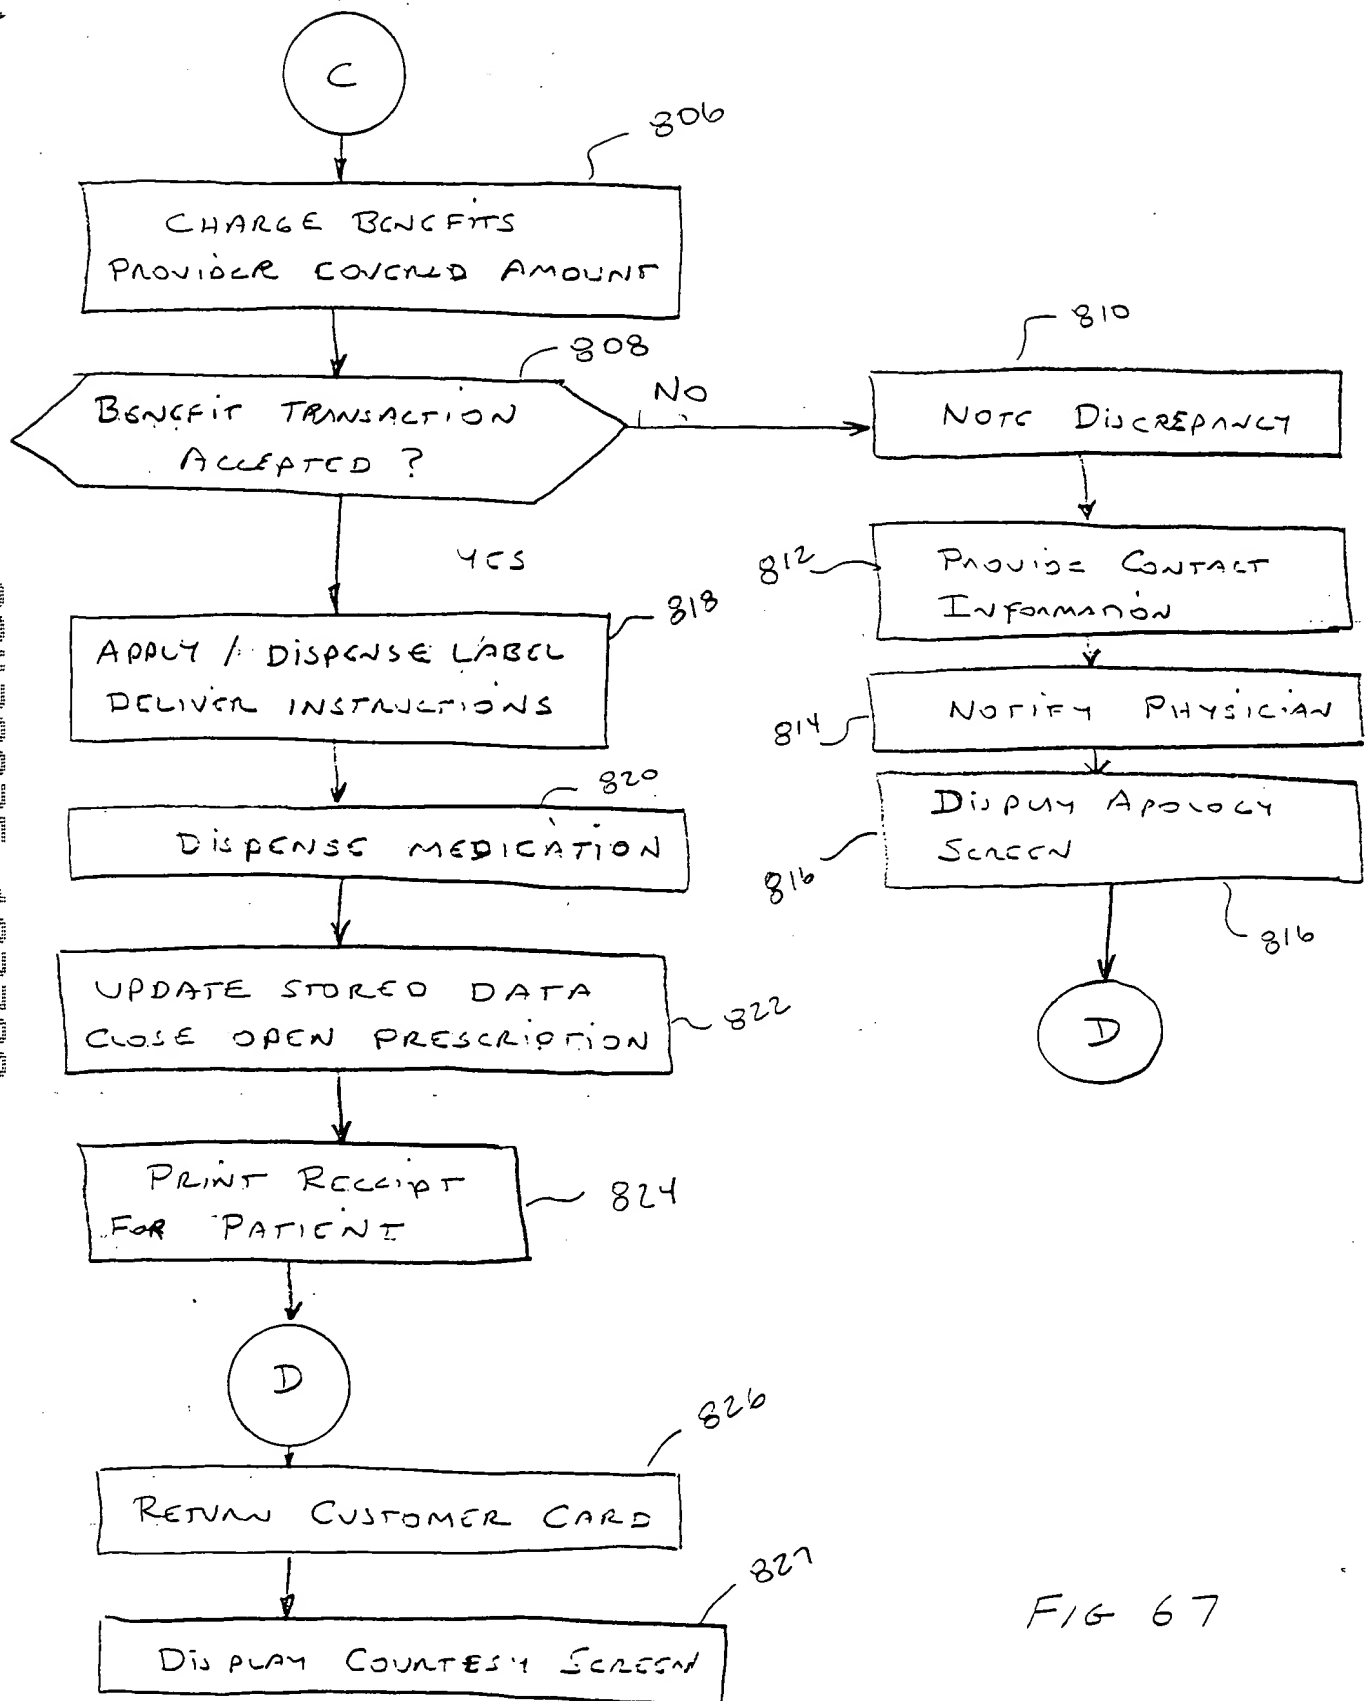 C
806
CHARGE BENEFITS
PROVIDER COVERED AMOUNT
808
BENEFIT TRANSACTION
ACCEPTED ?
NO
810
NOTE DISCREPANCY
YES
812
PROVIDE CONTACT
INFORMATION
818
APPLY / DISPENSE LABEL
DELIVER INSTRUCTIONS
814
NOTIFY PHYSICIAN
820
DISPENSE MEDICATION
DISPLAY APOLOGY
SCREEN
816
816
D
UPDATE STORED DATA
CLOSE OPEN PRESCRIPTION
822
PRINT RECEIPT
FOR PATIENT
824
D
826
RETURN CUSTOMER CARD
827
DISPLAY COURTESY SCREEN
FIG 67